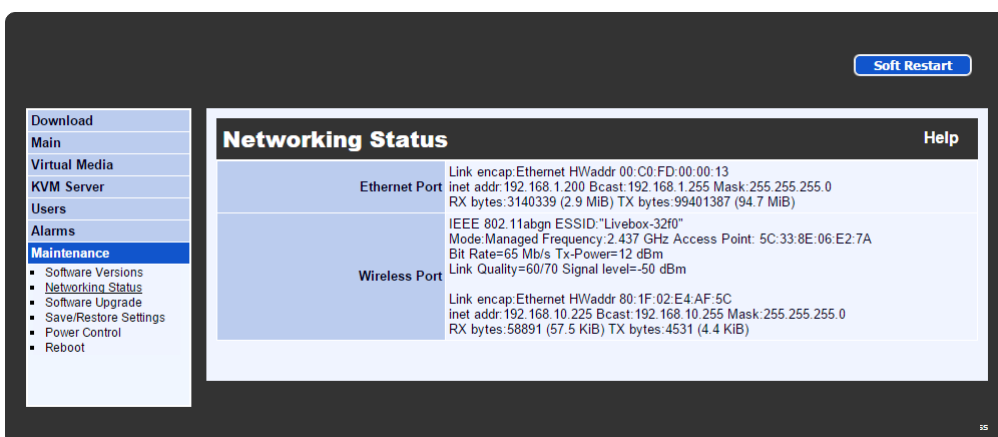 Soft Restart
Download
Main
Virtual Media
KVM Server
Users
Alarms
Maintenance
Software Versions
Networking Status
Software Upgrade
Save/Restore Settings
Power Control
Reboot
Networking Status
Help
Ethernet Port
Link encap:Ethernet HWaddr 00:C0:FD:00:00:13
inet addr:192.168.1.200 Bcast:192.168.1.255 Mask:255.255.255.0
RX bytes:3140339 (2.9 MiB) TX bytes:99401387 (94.7 MiB)
Wireless Port
IEEE 802.11abgn ESSID:"Livebox-32f0"
Mode:Managed Frequency:2.437 GHz Access Point: 5C:33:8E:06:E2:7A
Bit Rate=65 Mb/s Tx-Power=12 dBm
Link Quality=60/70 Signal level=-50 dBm
Link encap:Ethernet HWaddr 80:1F:02:E4:AF:5C
inet addr:192.168.10.225 Bcast:192.168.10.255 Mask:255.255.255.0
RX bytes:58891 (57.5 KiB) TX bytes:4531 (4.4 KiB)